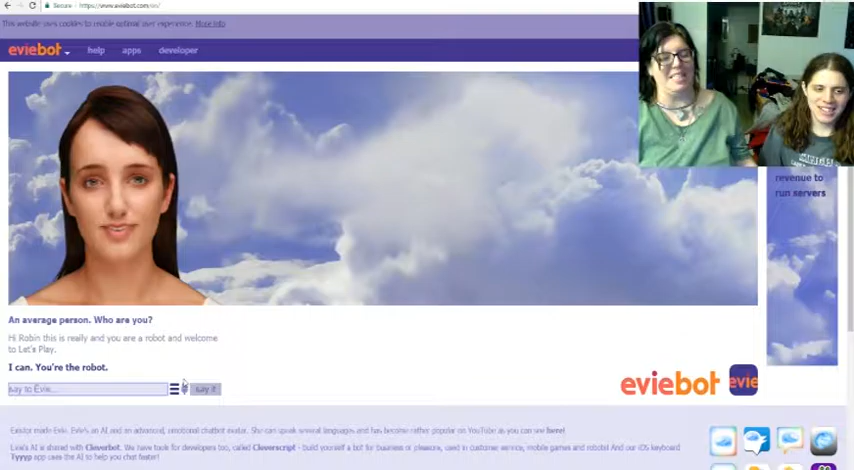 Secure https://www.eviebot.com/en/
This website uses cookies to enable optimal user experience. More Info
eviebot help apps developer
revenue to
run servers
An average person. Who are you?
Hi Robin this is really and you are a robot and welcome
to Let's Play.
I can. You're the robot.
say to Evie... say it
eviebot evie
Existor made Evie. Evie's an AI and an advanced, emotional chatbot avatar. She can speak several languages and has become rather popular on YouTube as you can see here!
Evie's AI is shared with Cleverbot. We have tools for developers too, called Cleverscript - build yourself a bot for business or pleasure, used in customer service, mobile games and robots! And our iOS keyboard
app uses the AI to help you chat faster!